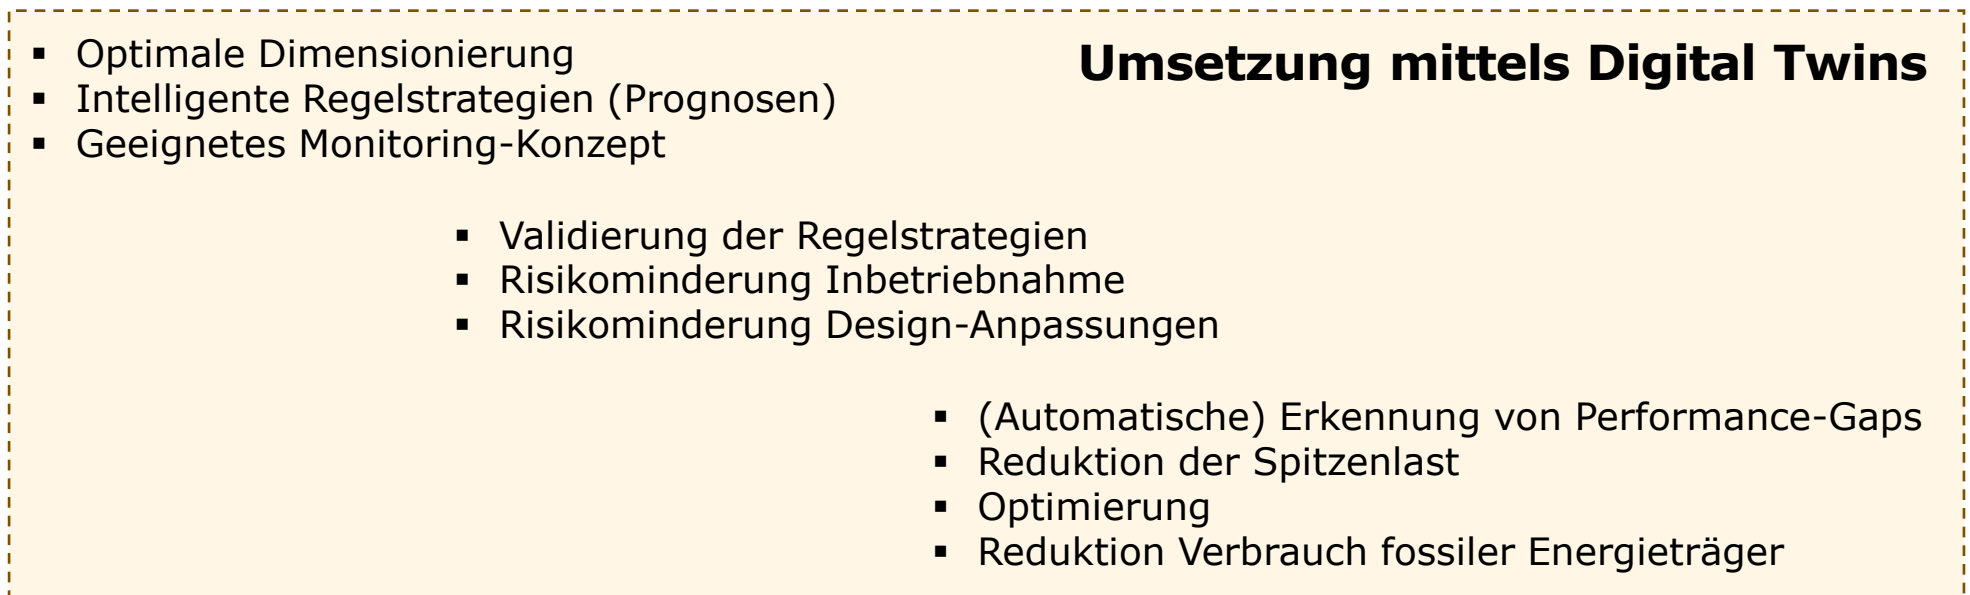 Umsetzung mittels Digital Twins
▪ Optimale Dimensionierung
▪ Intelligente Regelstrategien (Prognosen)
▪ Geeignetes Monitoring-Konzept
▪ Validierung der Regelstrategien
▪ Risikominderung Inbetriebnahme
▪ Risikominderung Design-Anpassungen
▪ (Automatische) Erkennung von Performance-Gaps
▪ Reduktion der Spitzenlast
▪ Optimierung
▪ Reduktion Verbrauch fossiler Energieträger